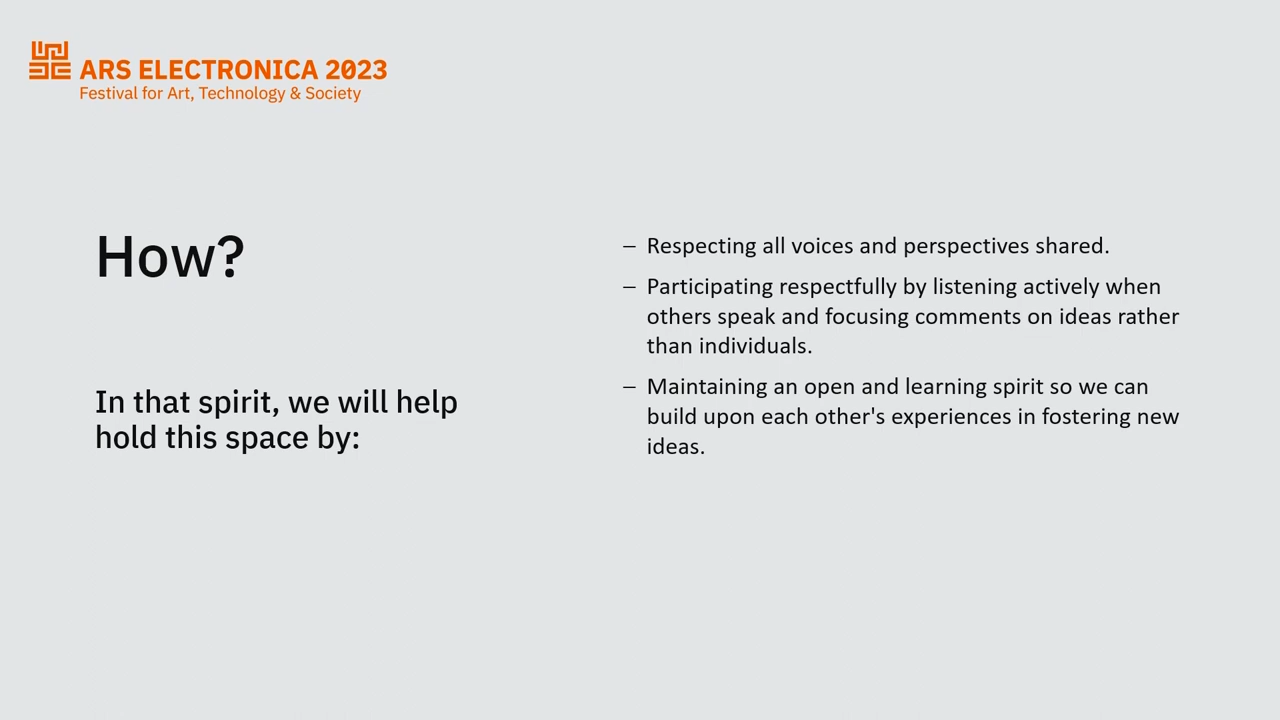 ARS ELECTRONICA 2023
Festival for Art, Technology & Society
How?
In that spirit, we will help
hold this space by:
– Respecting all voices and perspectives shared.
– Participating respectfully by listening actively when
others speak and focusing comments on ideas rather
than individuals.
– Maintaining an open and learning spirit so we can
build upon each other's experiences in fostering new
ideas.